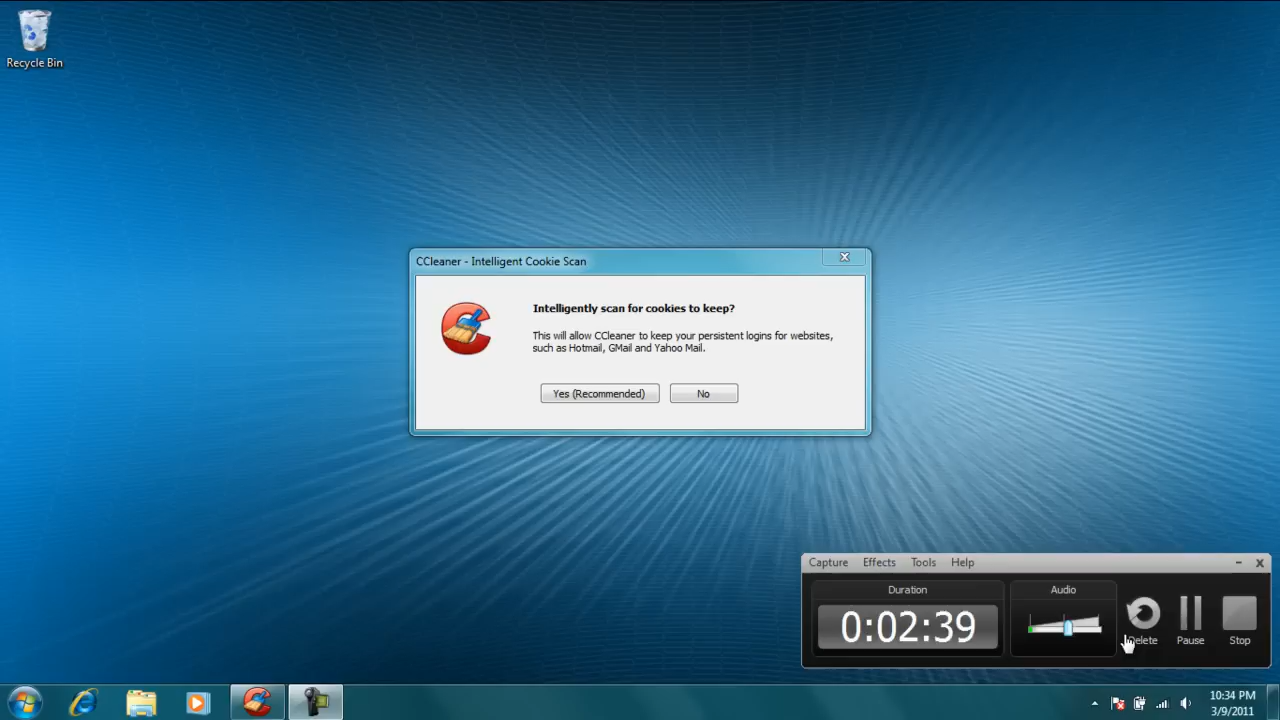 Recycle Bin
CCleaner - Intelligent Cookie Scan
Intelligently scan for cookies to keep?
This will allow CCleaner to keep your persistent logins for websites,
such as Hotmail, GMail and Yahoo Mail.
Yes (Recommended) No
Capture Effects Tools Help
Duration Audio
0:02:39
Delete Pause Stop
10:34 PM
3/9/2011